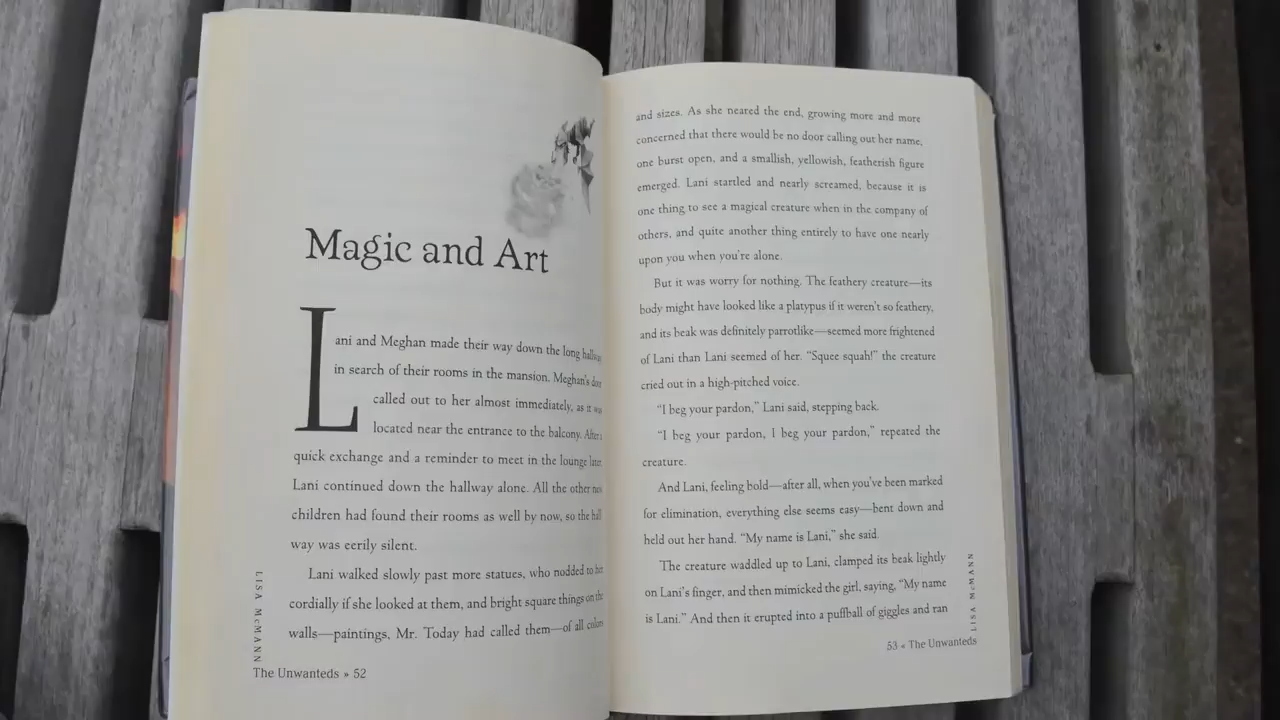 Magic and Art
Lani and Meghan made their way down the long hallway
in search of their rooms in the mansion. Meghan's door
called out to her almost immediately, as it was
located near the entrance to the balcony. After a
quick exchange and a reminder to meet in the lounge later,
Lani continued down the hallway alone. All the other new
children had found their rooms as well by now, so the hall
way was eerily silent.
Lani walked slowly past more statues, who nodded to her
cordially if she looked at them, and bright square things on the
walls—paintings, Mr. Today had called them—of all colors
LISA McMANN
The Unwanteds » 52
and sizes. As she neared the end, growing more and more
concerned that there would be no door calling out her name,
one burst open, and a smallish, yellowish, featherish figure
emerged. Lani startled and nearly screamed, because it is
one thing to see a magical creature when in the company of
others, and quite another thing entirely to have one nearly
upon you when you're alone.
But it was worry for nothing. The feathery creature—its
body might have looked like a platypus if it weren't so feathery,
and its beak was definitely parrotlike—seemed more frightened
of Lani than Lani seemed of her. "Squee squah!" the creature
cried out in a high-pitched voice.
"I beg your pardon," Lani said, stepping back.
"I beg your pardon, I beg your pardon," repeated the
creature.
And Lani, feeling bold—after all, when you've been marked
for elimination, everything else seems easy—bent down and
held out her hand. "My name is Lani," she said.
The creature waddled up to Lani, clamped its beak lightly
on Lani's finger, and then mimicked the girl, saying, "My name
is Lani." And then it erupted into a puffball of giggles and ran
LISA McMANN
53 « The Unwanteds